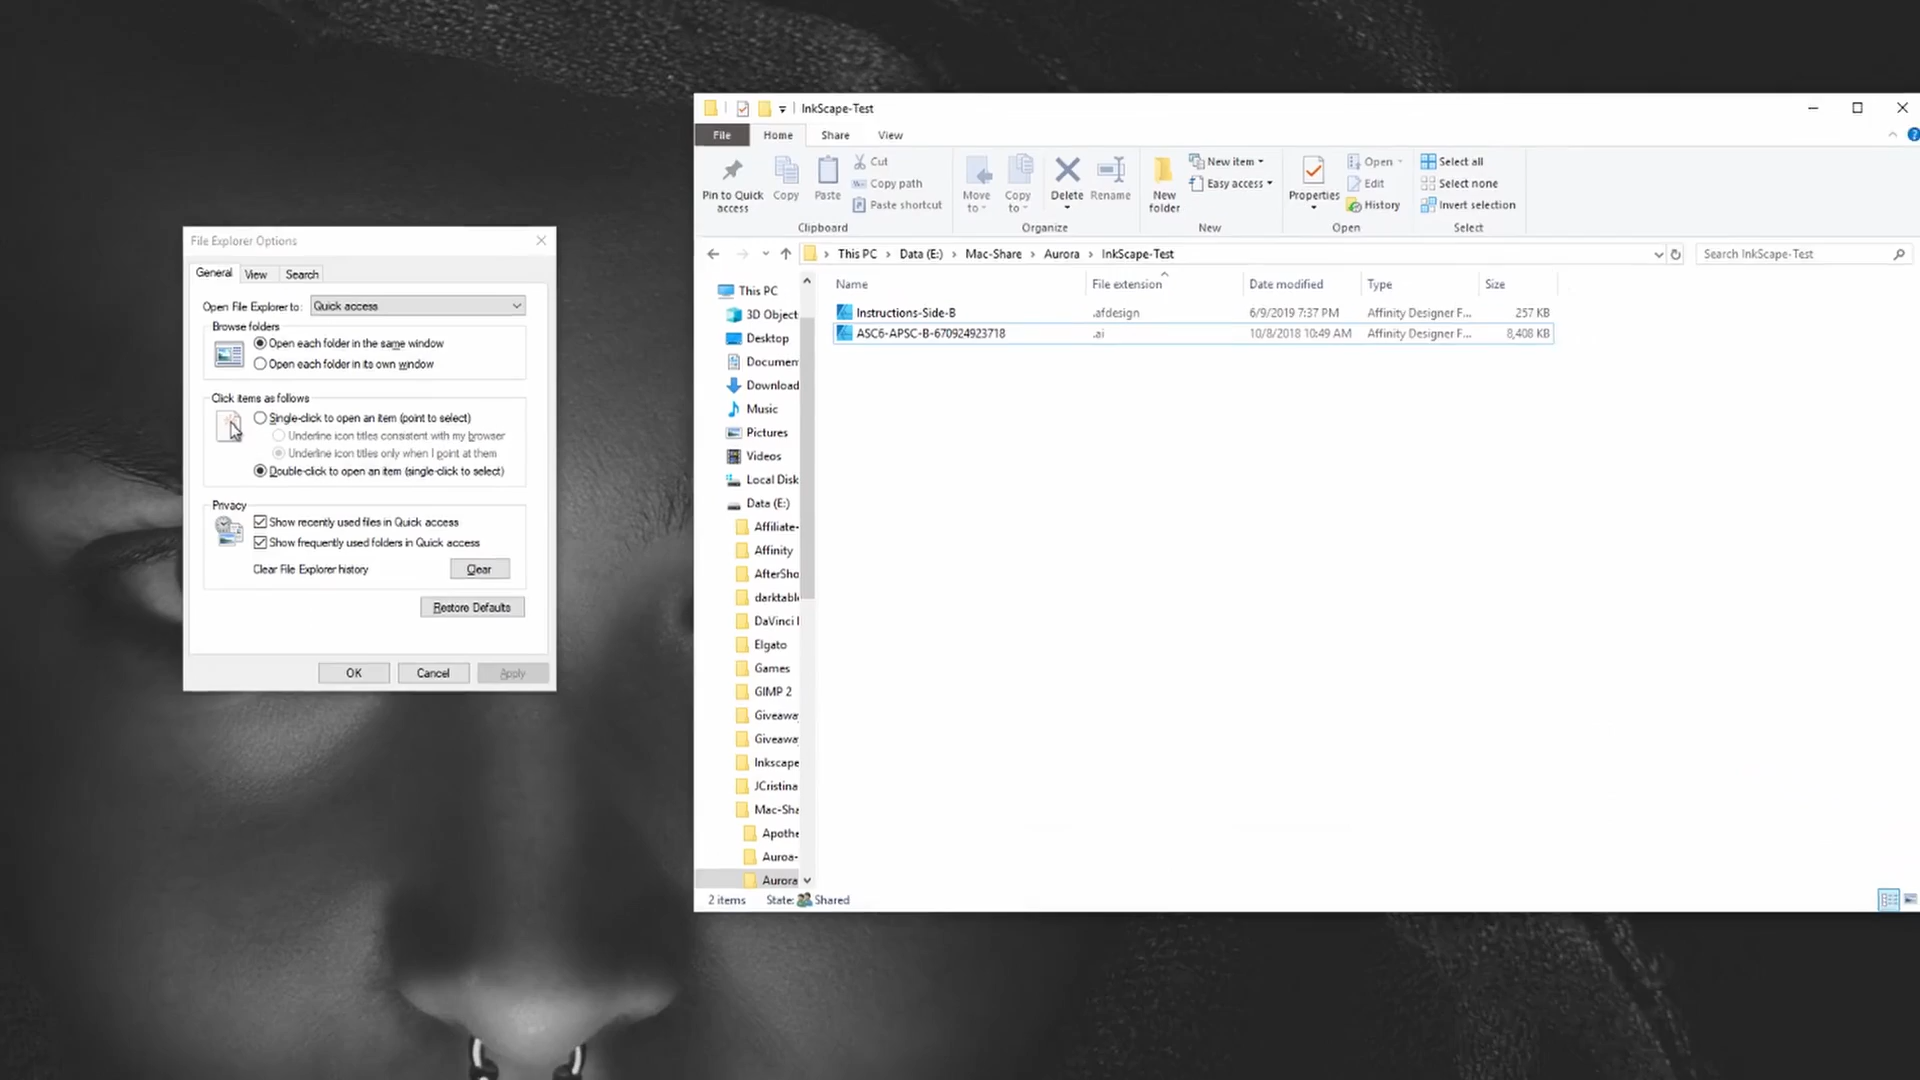 InkScape-Test
File
Home
Share
View
Pin to Quick access
Copy
Paste
Cut
Copy path
Paste shortcut
Clipboard
Move to
Copy to
Delete
Rename
Organize
New folder
New item
Easy access
New
Properties
Open
Edit
History
Open
Select all
Select none
Invert selection
Select
This PC > Data (E:) > Mac-Share > Aurora > InkScape-Test
Search InkScape-Test
Name File extension Date modified Type Size
Instructions-Side-B .afdesign 6/9/2019 7:37 PM Affinity Designer F... 257 KB
ASC6-APSC-B-670924923718 .ai 10/8/2018 10:49 AM Affinity Designer F... 8,408 KB
This PC
3D Object
Desktop
Documen
Download
Music
Pictures
Videos
Local Disk
Data (E:)
Affiliate-
Affinity
AfterSho
darktabl
DaVinci
Elgato
Games
GIMP 2
Giveawa
Giveawa
Inkscape
JCristina
Mac-Sha
Apothe
Auroa-
Aurora
2 items State: Shared
File Explorer Options
General View Search
Open File Explorer to: Quick access
Browse folders
Open each folder in the same window
Open each folder in its own window
Click items as follows
Single-click to open an item (point to select)
Underline icon titles consistent with my browser
Underline icon titles only when I point at them
Double-click to open an item (single-click to select)
Privacy
Show recently used files in Quick access
Show frequently used folders in Quick access
Clear File Explorer history Clear
Restore Defaults
OK Cancel Apply